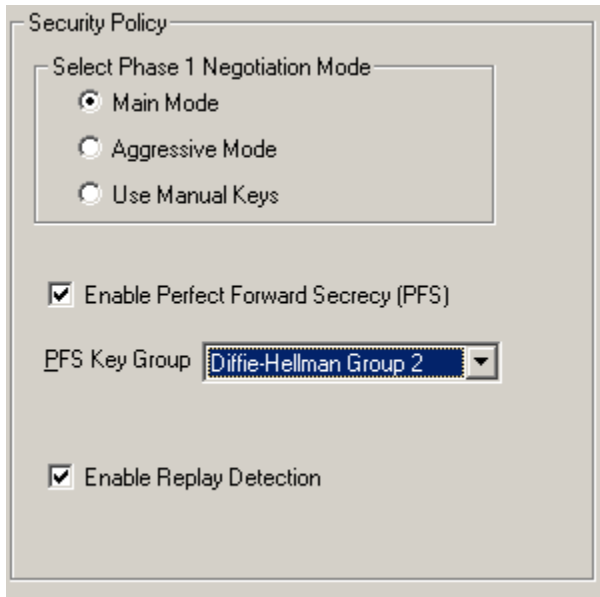 Security Policy
Select Phase 1 Negotiation Mode
Main Mode
Aggressive Mode
Use Manual Keys
Enable Perfect Forward Secrecy (PFS)
PFS Key Group Diffie-Hellman Group 2
Enable Replay Detection